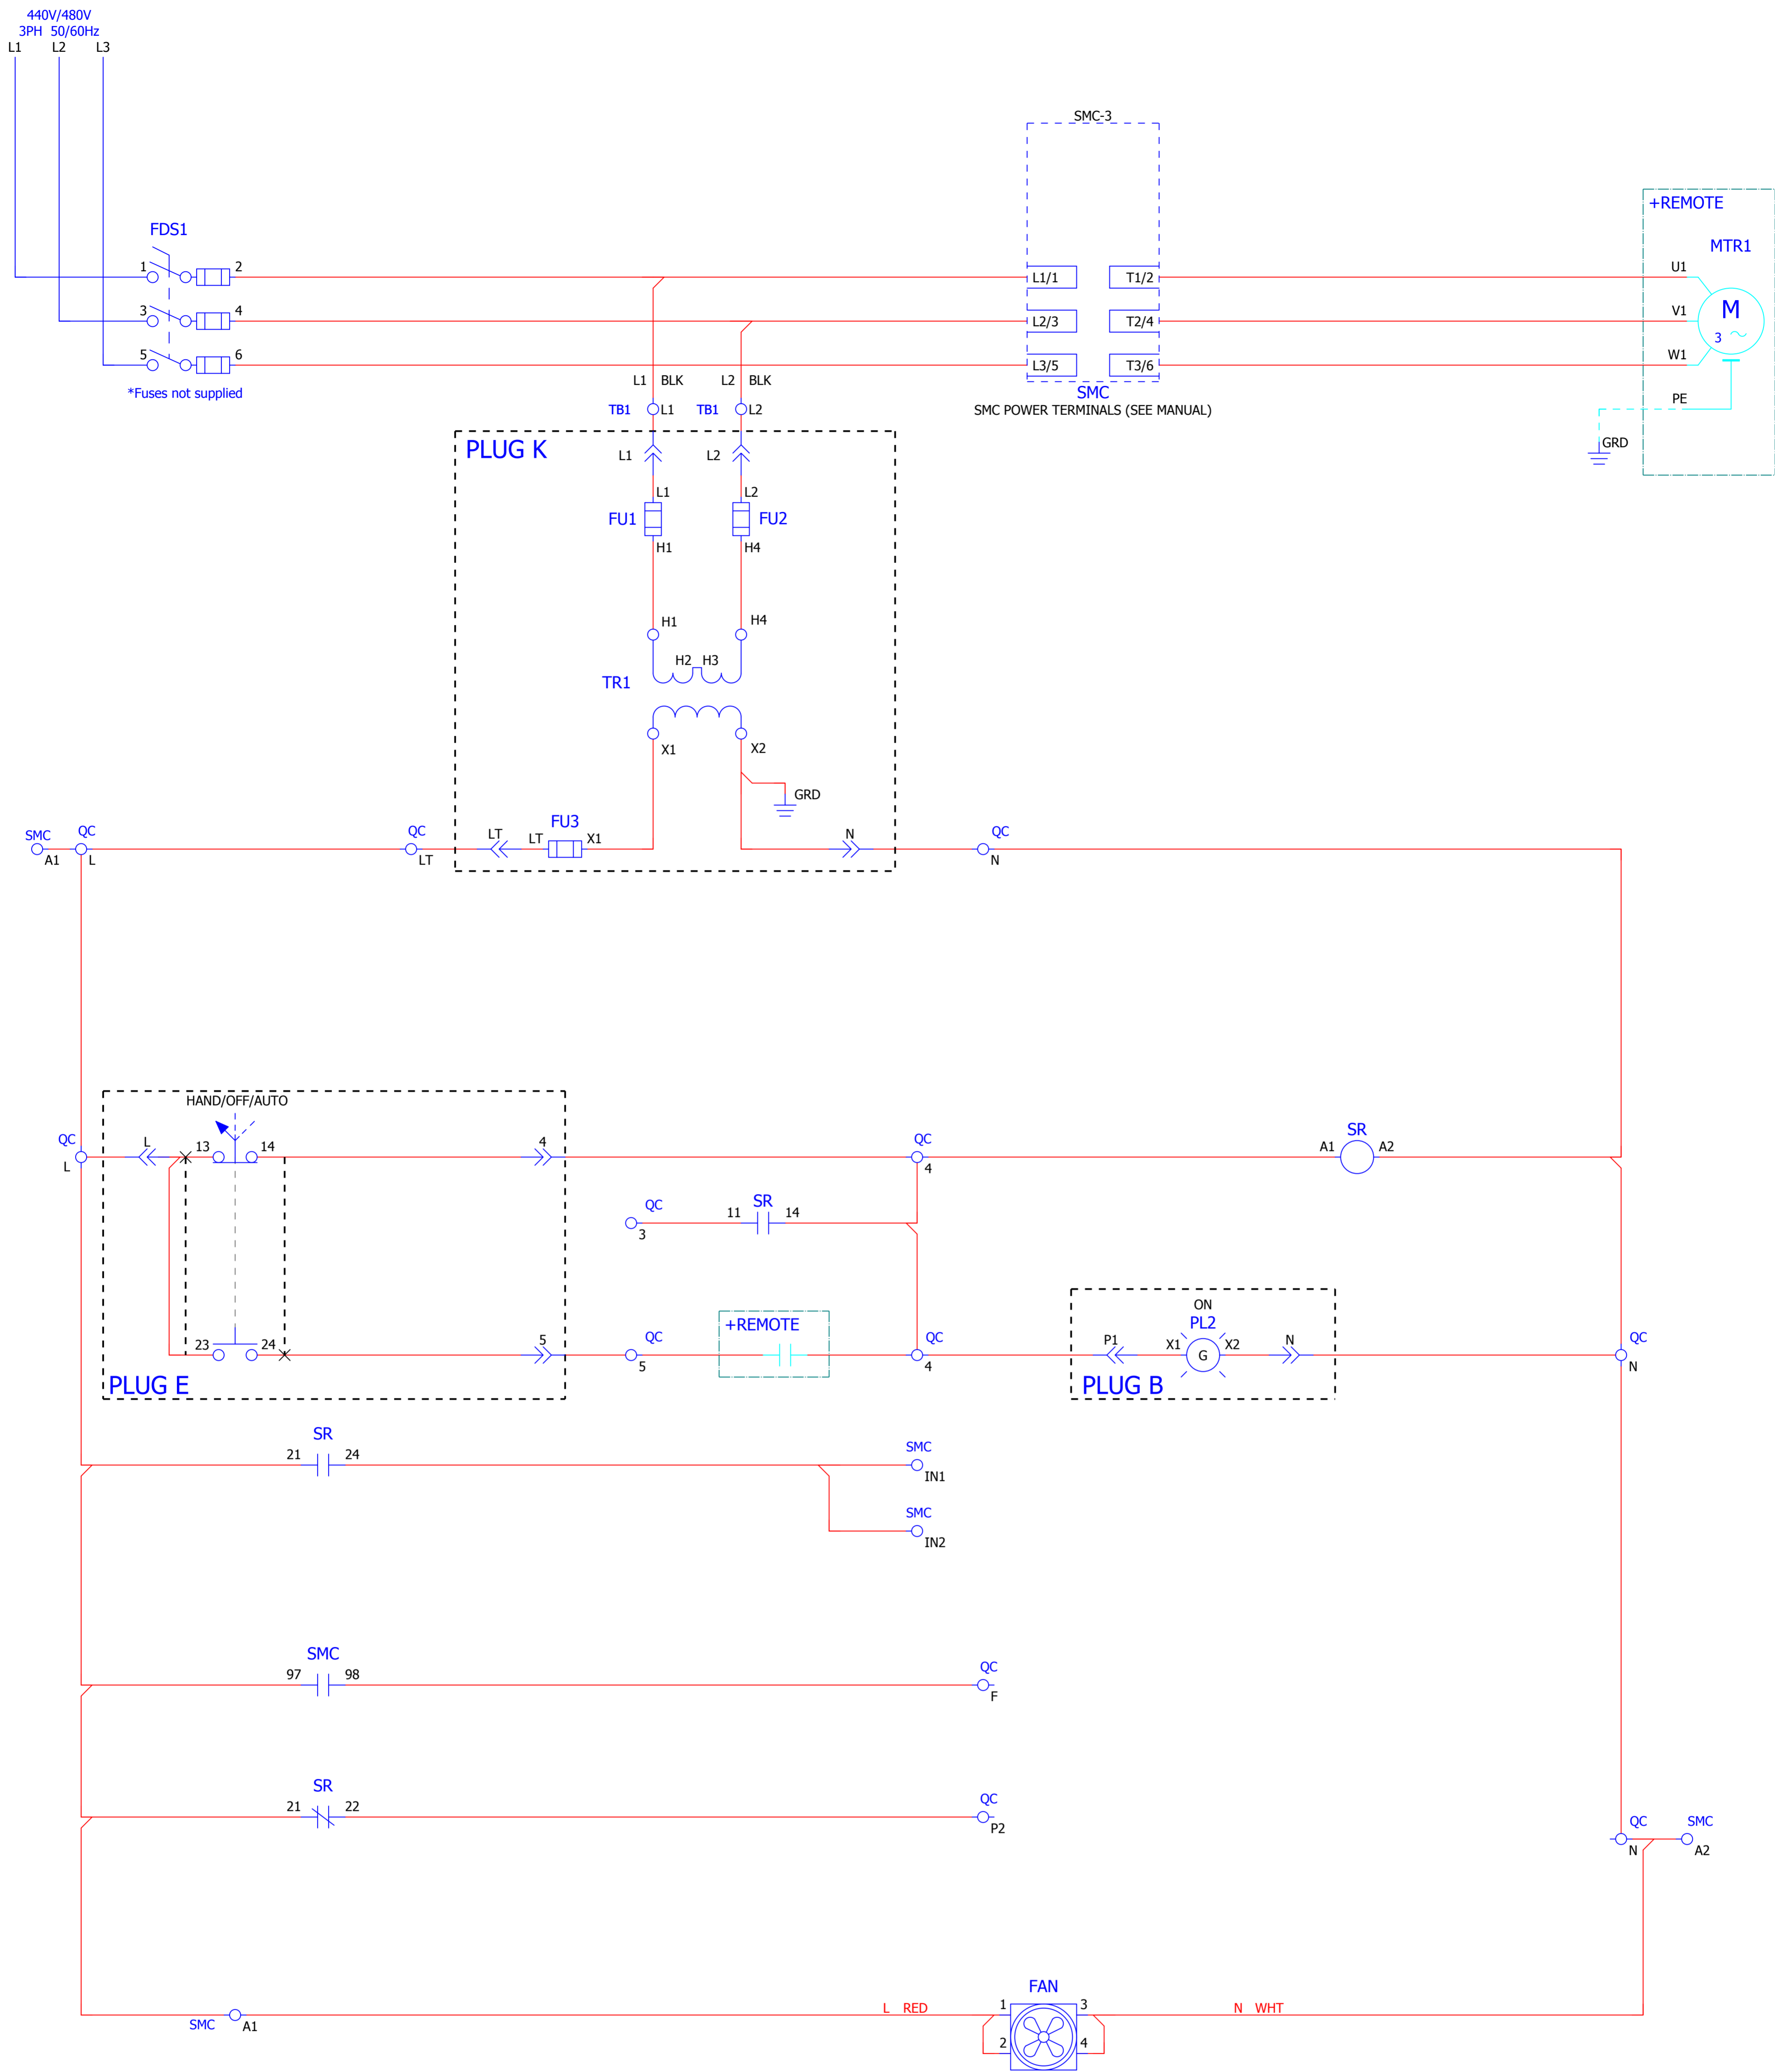 440V/480V
3PH 50/60Hz
L1 L2 L3
SMC-3
+REMOTE
MTR1
FDS1
1 2
L1/1 T1/2
U1
3 4
L2/3 T2/4
V1
M
3
5 6
L3/5 T3/6
W1
*Fuses not supplied
L1 BLK L2 BLK
SMC
PE
TB1 L1 TB1 L2
SMC POWER TERMINALS (SEE MANUAL)
GRD
PLUG K
L1 L2
L1 L2
FU1 FU2
H1 H4
H1 H4
H2 H3
TR1
X1 X2
GRD
FU3
SMC QC QC LT LT X1 N QC
A1 L LT N
HAND/OFF/AUTO
QC L 13 14 4 QC SR
A1 A2
L 4
QC 11 SR 14
3
+REMOTE
ON
PL2
23 24 5 QC QC P1 X1 G X2 N QC
5 4 N
PLUG E PLUG B
SR SMC
21 24
IN1
SMC
IN2
SMC
97 98 QC
F
SR
21 22 QC
P2
QC SMC
N A2
FAN
L RED 1 3 N WHT
SMC A1
2 4